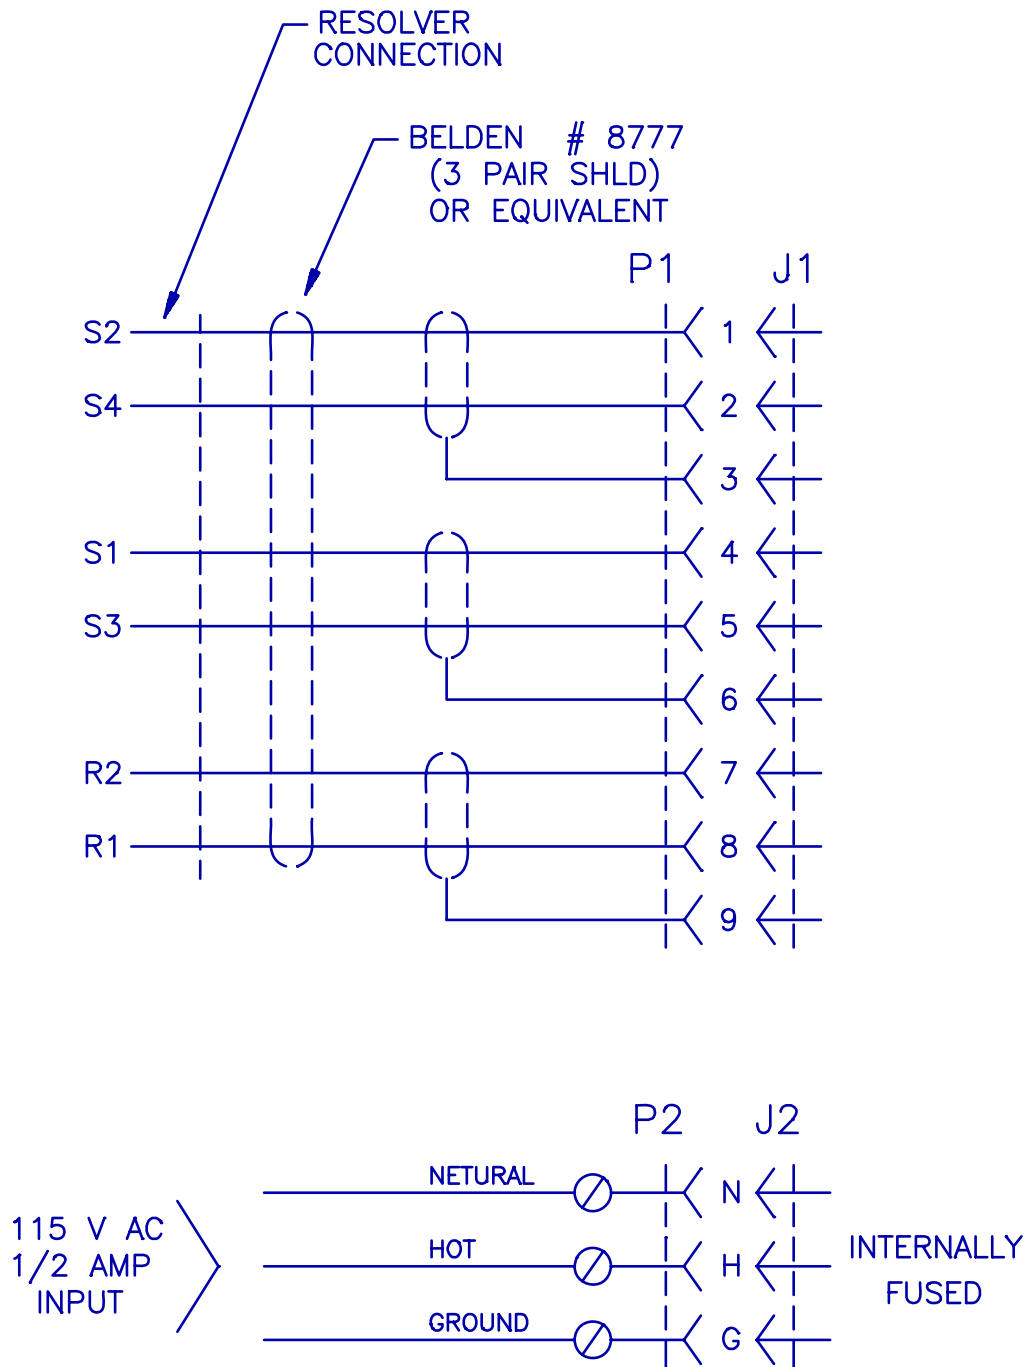 RESOLVER
CONNECTION
BELDEN # 8777
(3 PAIR SHLD)
OR EQUIVALENT
P1 J1
S2 1
S4 2
3
S1 4
S3 5
6
R2 7
R1 8
9
P2 J2
NETURAL N
115 V AC
1/2 AMP
INPUT
HOT H
INTERNALLY
FUSED
GROUND G